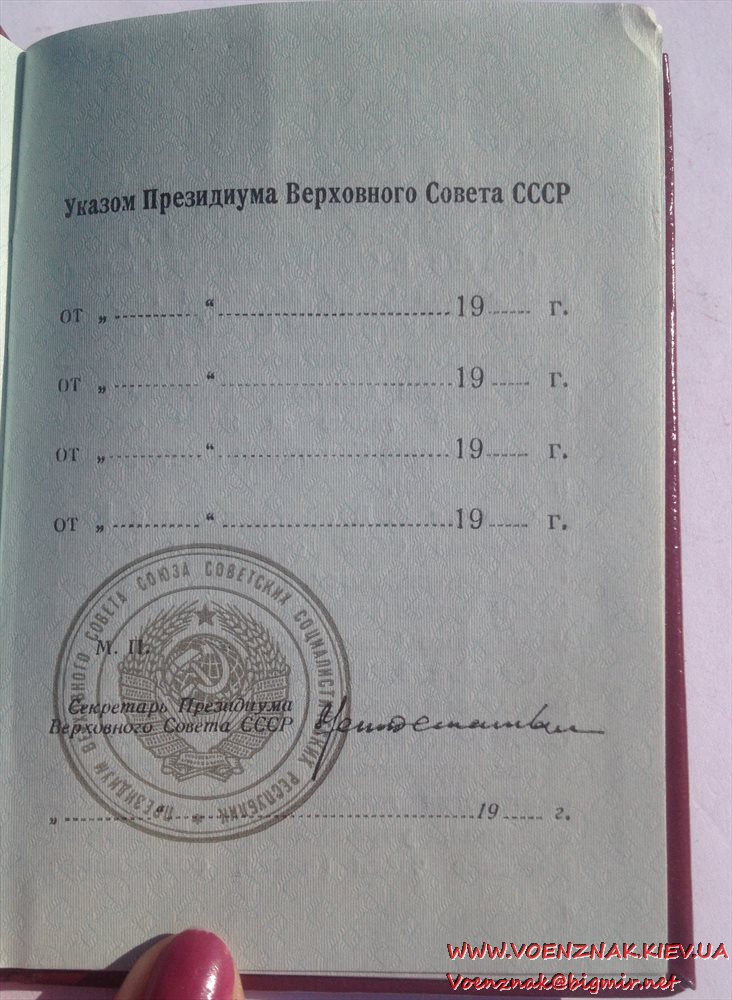 Указом Президиума Верховного Совета СССР
от „ ............ “ .................................... 19 ...... г.
от „ ............ “ .................................... 19 ...... г.
от „ ............ “ .................................... 19 ...... г.
от „ ............ “ .................................... 19 ...... г.
ПРЕЗИДИУМ ВЕРХОВНОГО СОВЕТА СОЮЗА СОВЕТСКИХ СОЦИАЛИСТИЧЕСКИХ РЕСПУБЛИК
М. П.
Секретарь Президиума
Верховного Совета СССР
„ ............ “ .................................... 19 ...... г.
WWW.VOENZNAK.KIEV.UA
Voenznak@bigmir.net